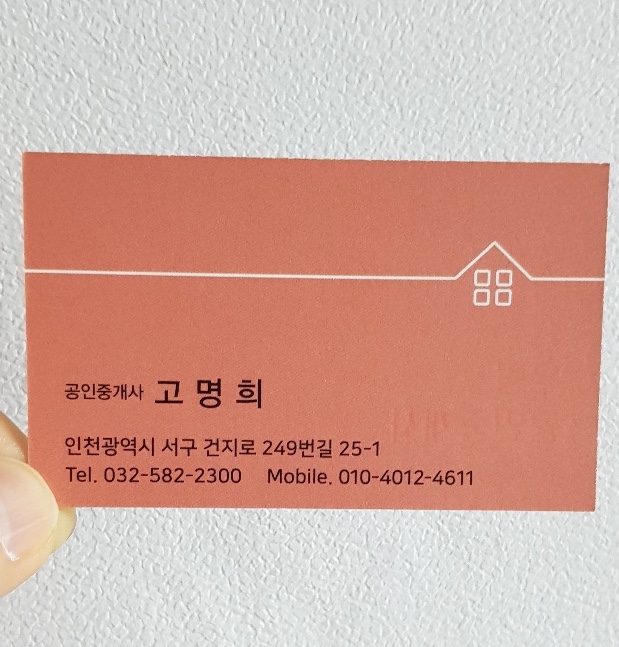 공인중개사 고명희
인천광역시 서구 건지로 249번길 25-1
Tel. 032-582-2300 Mobile. 010-4012-4611